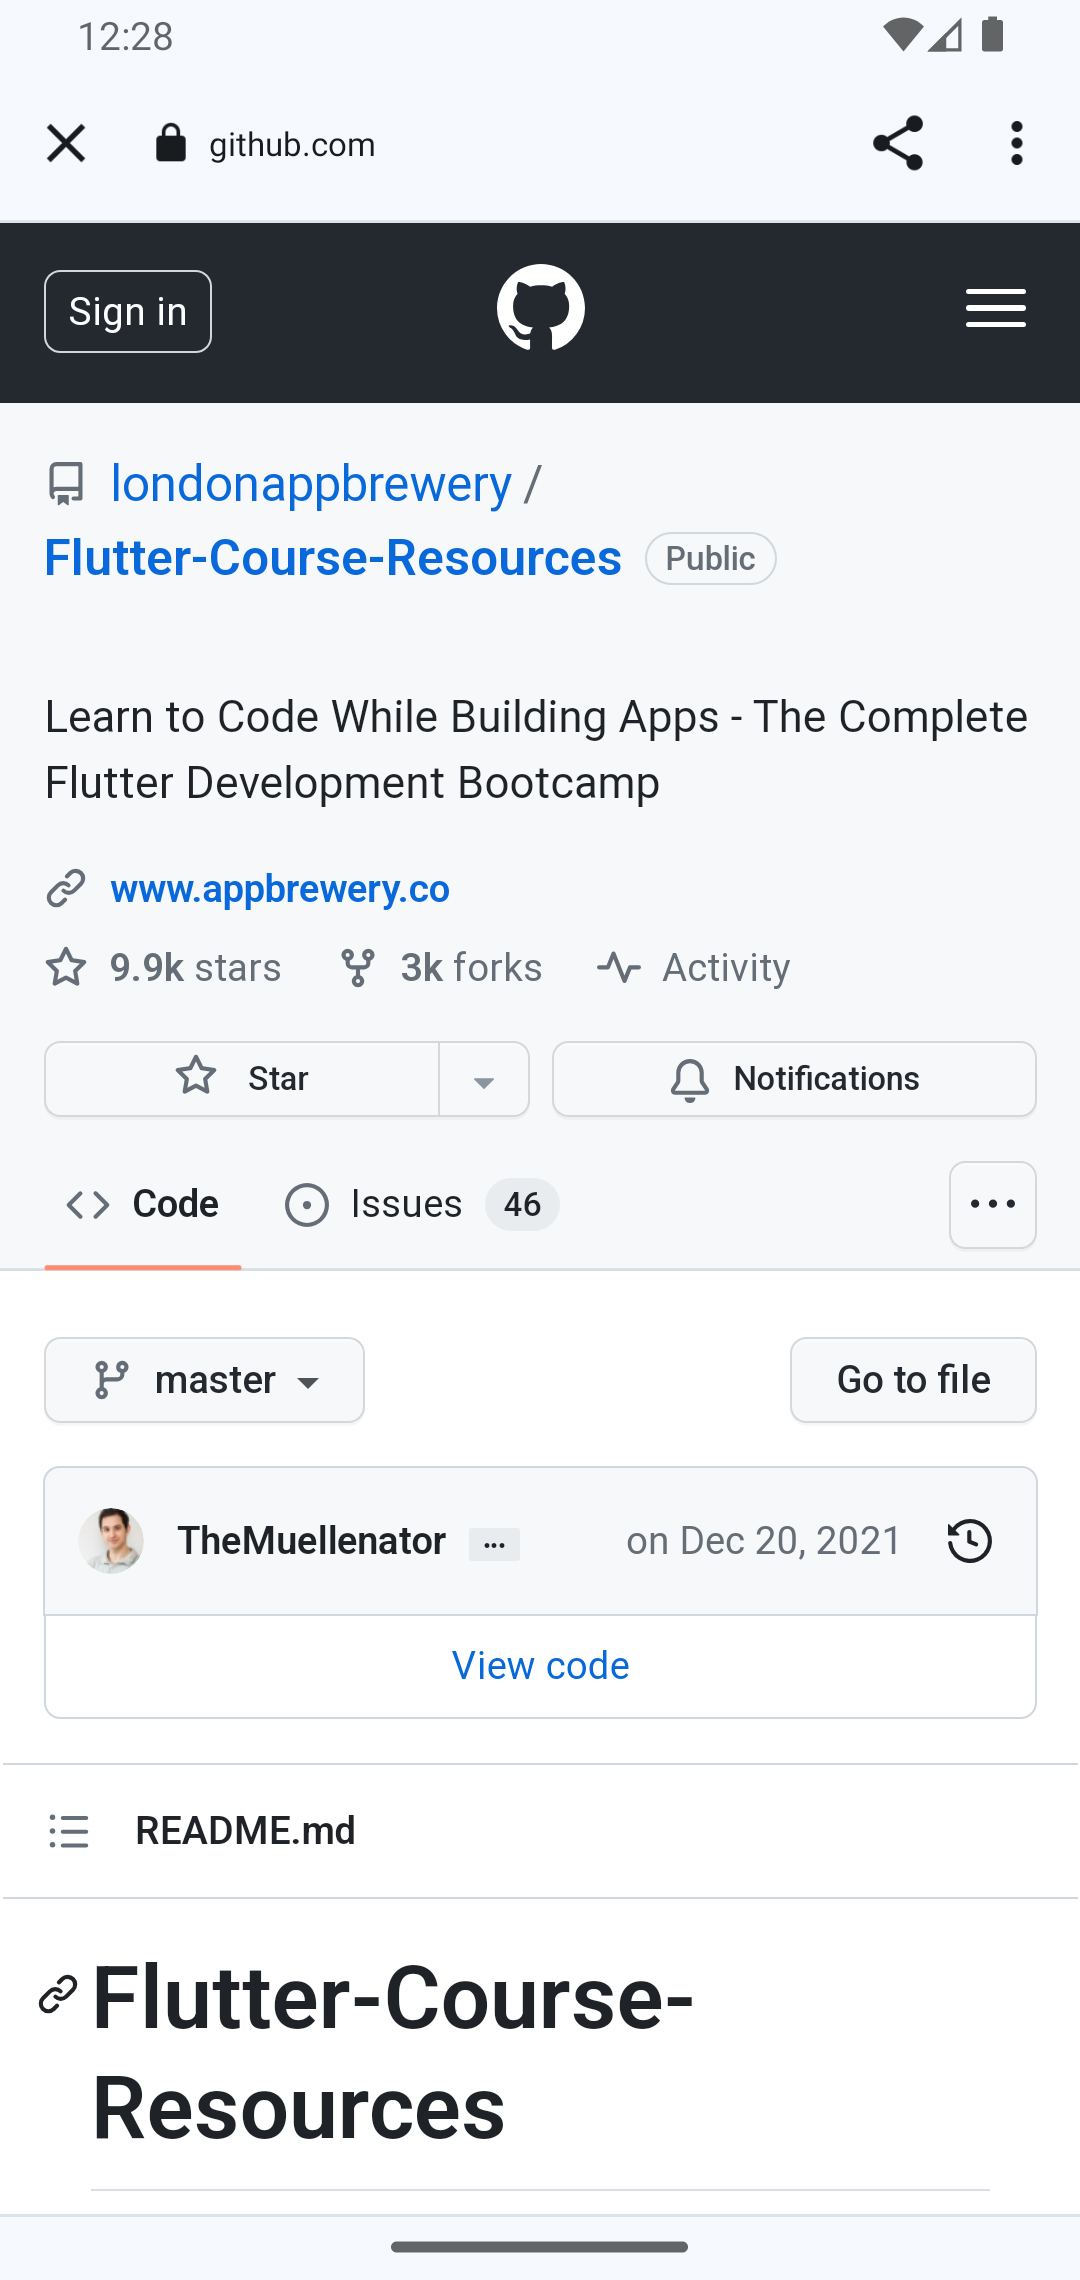 12:28
github.com
Sign in
londonappbrewery /
Flutter-Course-Resources Public
Learn to Code While Building Apps - The Complete
Flutter Development Bootcamp
www.appbrewery.co
9.9k stars 3k forks Activity
Star Notifications
Code Issues 46
master Go to file
TheMuellenator ... on Dec 20, 2021
View code
README.md
Flutter-Course-
Resources